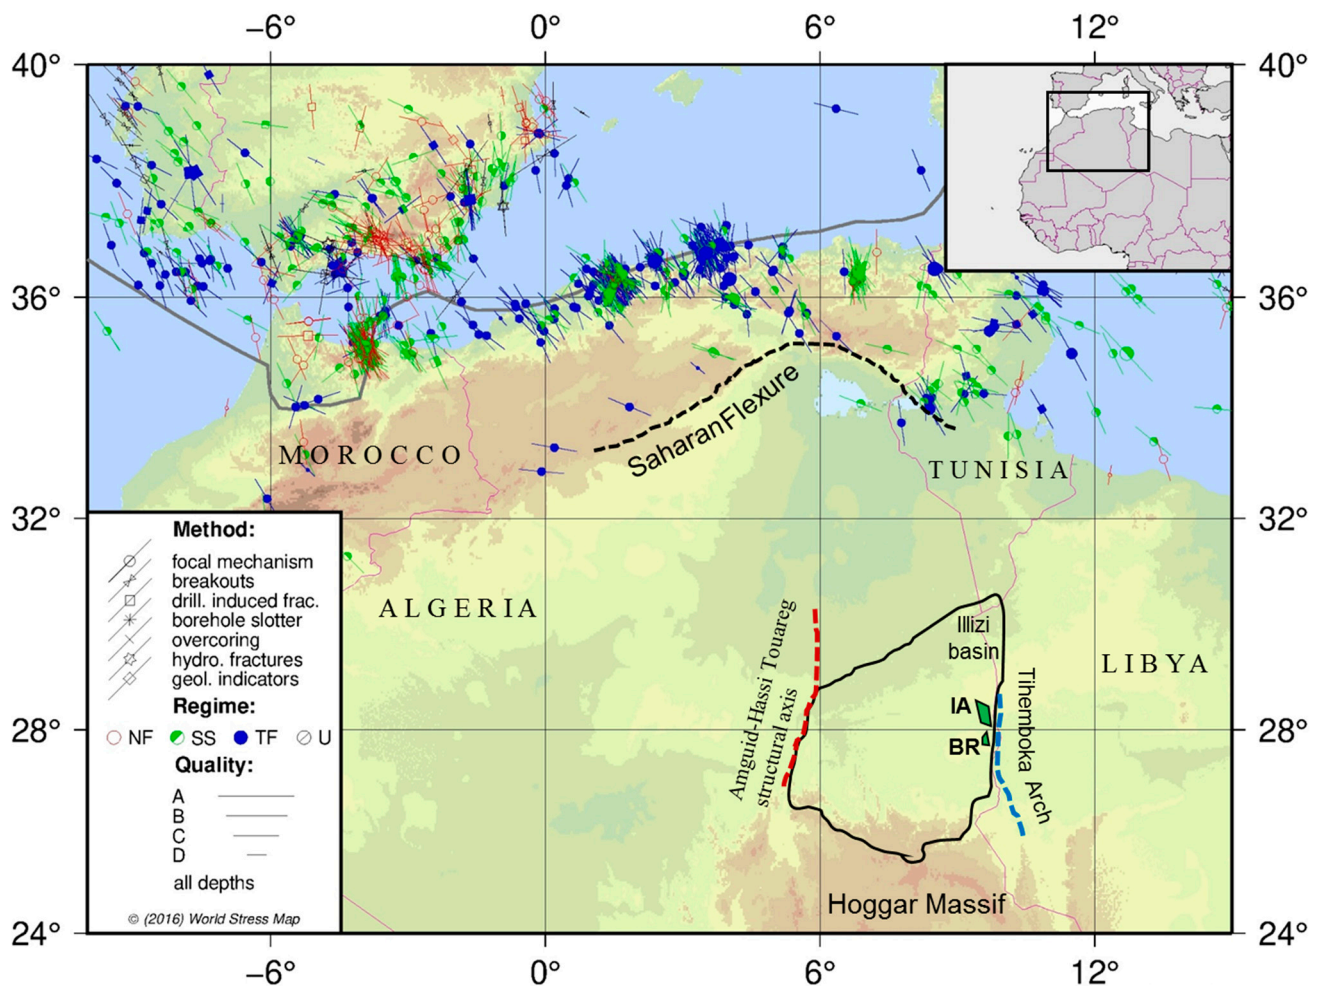 −6° 0° 6° 12°
40° 40°
36° 36°
Saharan Flexure
MOROCCO
TUNISIA
32° 32°
Method:
focal mechanism
breakouts
drill. induced frac.
borehole slotter
overcoring
hydro. fractures
geol. indicators
Regime:
NF SS TF U
Quality:
A
B
C
D
all depths
© (2016) World Stress Map
ALGERIA
Amguid-Hassi Touareg
structural axis
Illizi
basin
LIBYA
Tihemboka Arch
IA
BR
28° 28°
Hoggar Massif
24° 24°
−6° 0° 6° 12°